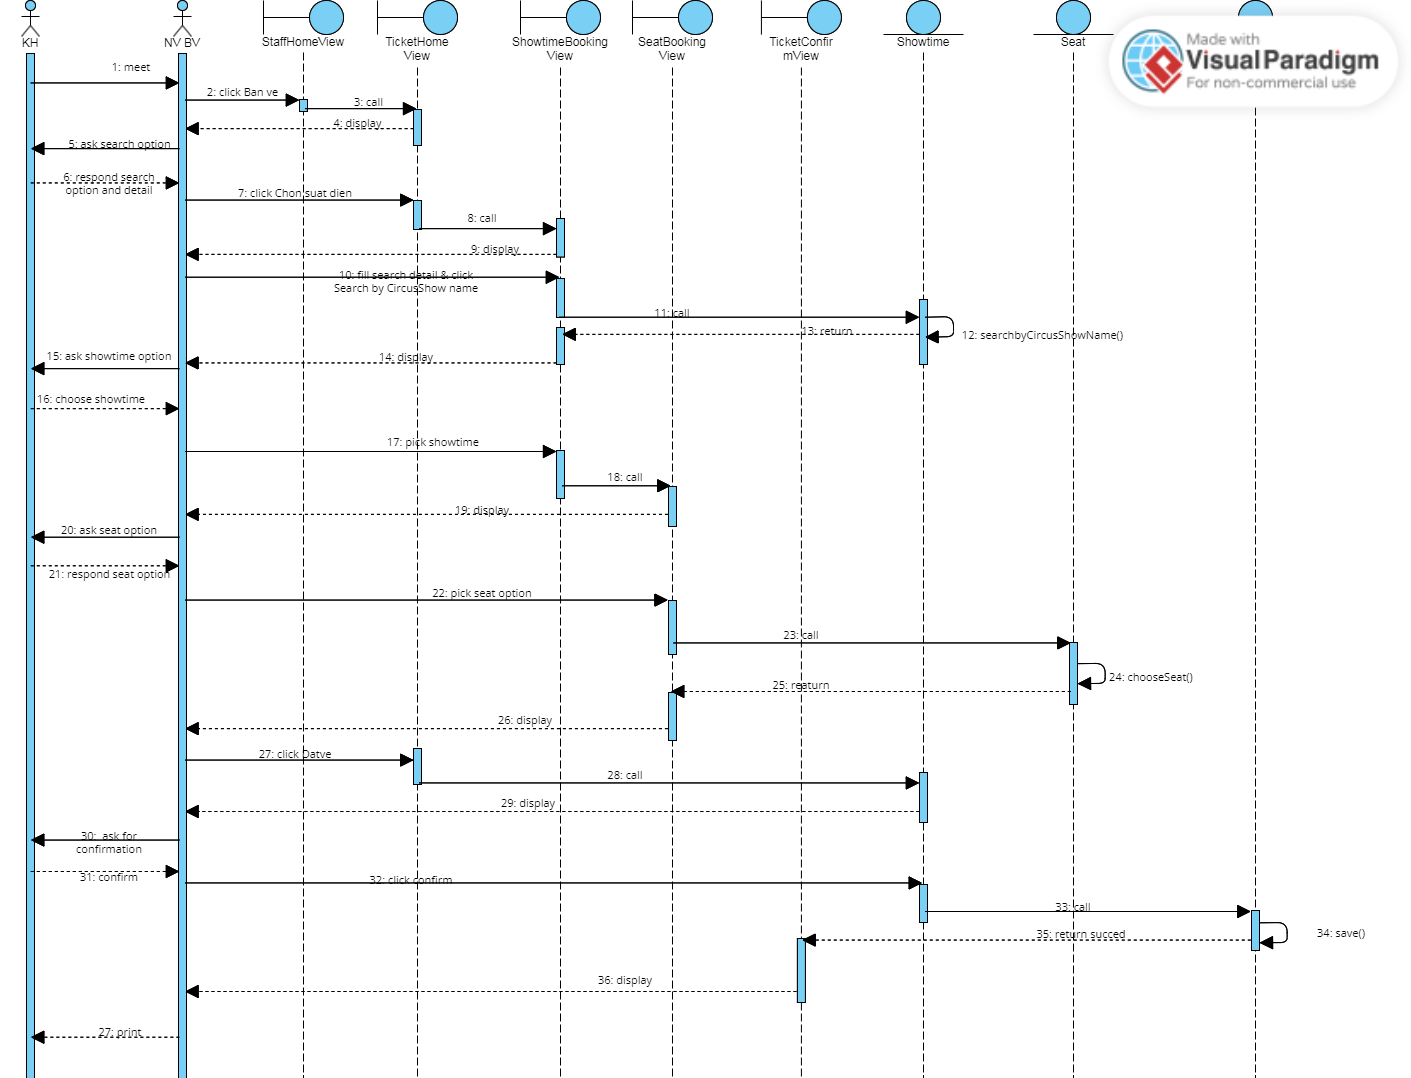 KH
NV BV
StaffHomeView
TicketHome
View
ShowtimeBooking
View
SeatBooking
View
TicketConfir
mView
Showtime
Seat
Made with
VisualParadigm
For non-commercial use
1: meet
2: click Ban ve
3: call
4: display
5: ask search option
6: respond search
option and detail
7: click Chon suat dien
8: call
9: display
10: fill search detail & click
Search by CircusShow name
11: call
12: searchbyCircusShowName()
13: return
14: display
15: ask showtime option
16: choose showtime
17: pick showtime
18: call
19: display
20: ask seat option
21: respond seat option
22: pick seat option
23: call
24: chooseSeat()
25: reaturn
26: display
27: click Datve
28: call
29: display
30: ask for
confirmation
31: confirm
32: click confirm
33: call
34: save()
35: return succed
36: display
27: print